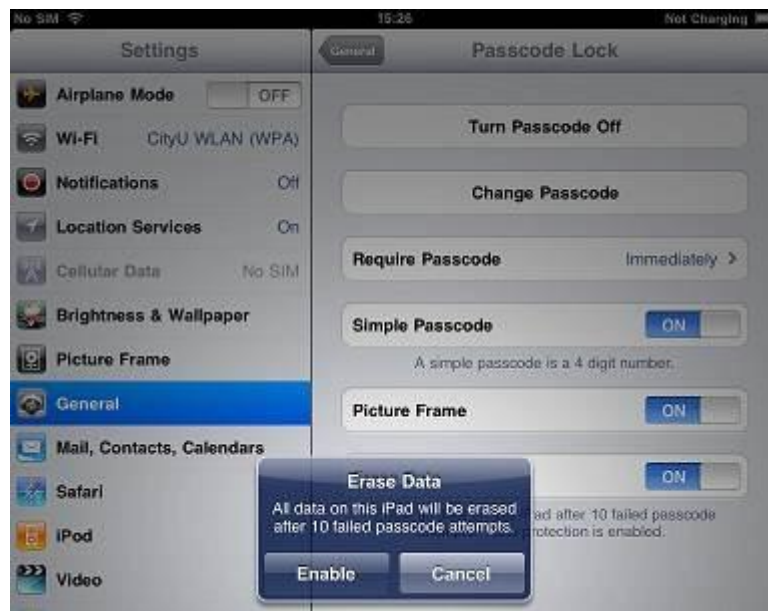 No SIM
15:26
Not Charging
Settings
General
Passcode Lock
Airplane Mode OFF
Wi-Fi CityU WLAN (WPA)
Notifications Off
Location Services On
Cellular Data No SIM
Brightness & Wallpaper
Picture Frame
General
Mail, Contacts, Calendars
Safari
iPod
Video
Turn Passcode Off
Change Passcode
Require Passcode Immediately
Simple Passcode ON
A simple passcode is a 4 digit number.
Picture Frame ON
ON
after 10 failed passcode
protection is enabled.
Erase Data
All data on this iPad will be erased
after 10 failed passcode attempts.
Enable
Cancel